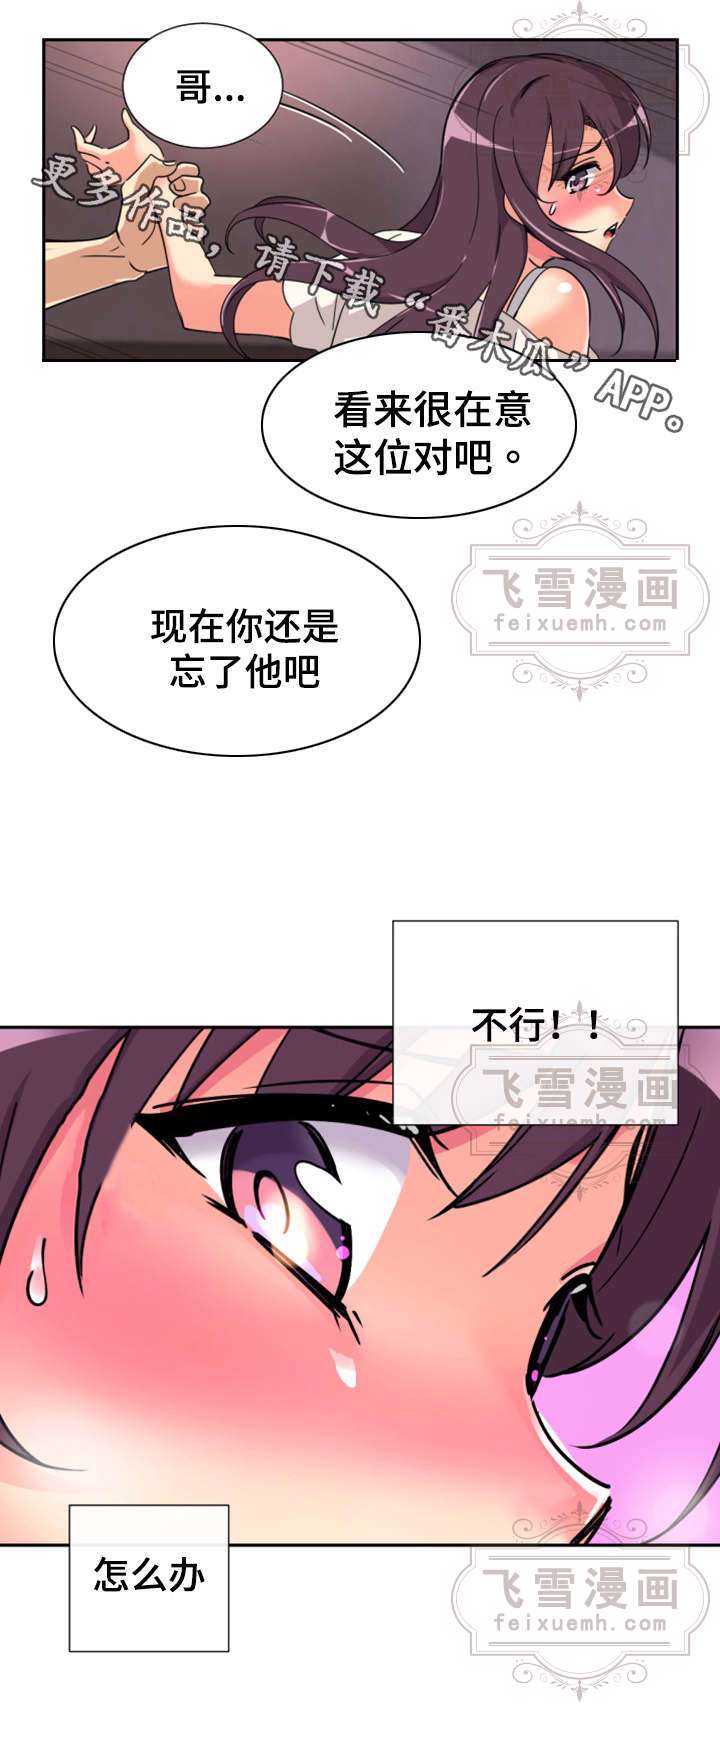 哥...
更多作品，请下载“番木瓜”APP。
看来很在意
这位对吧。
飞雪漫画
feixuemh.com
现在你还是
忘了他吧
不行！！
飞雪漫画
feixuemh.com
怎么办
飞雪漫画
feixuemh.com